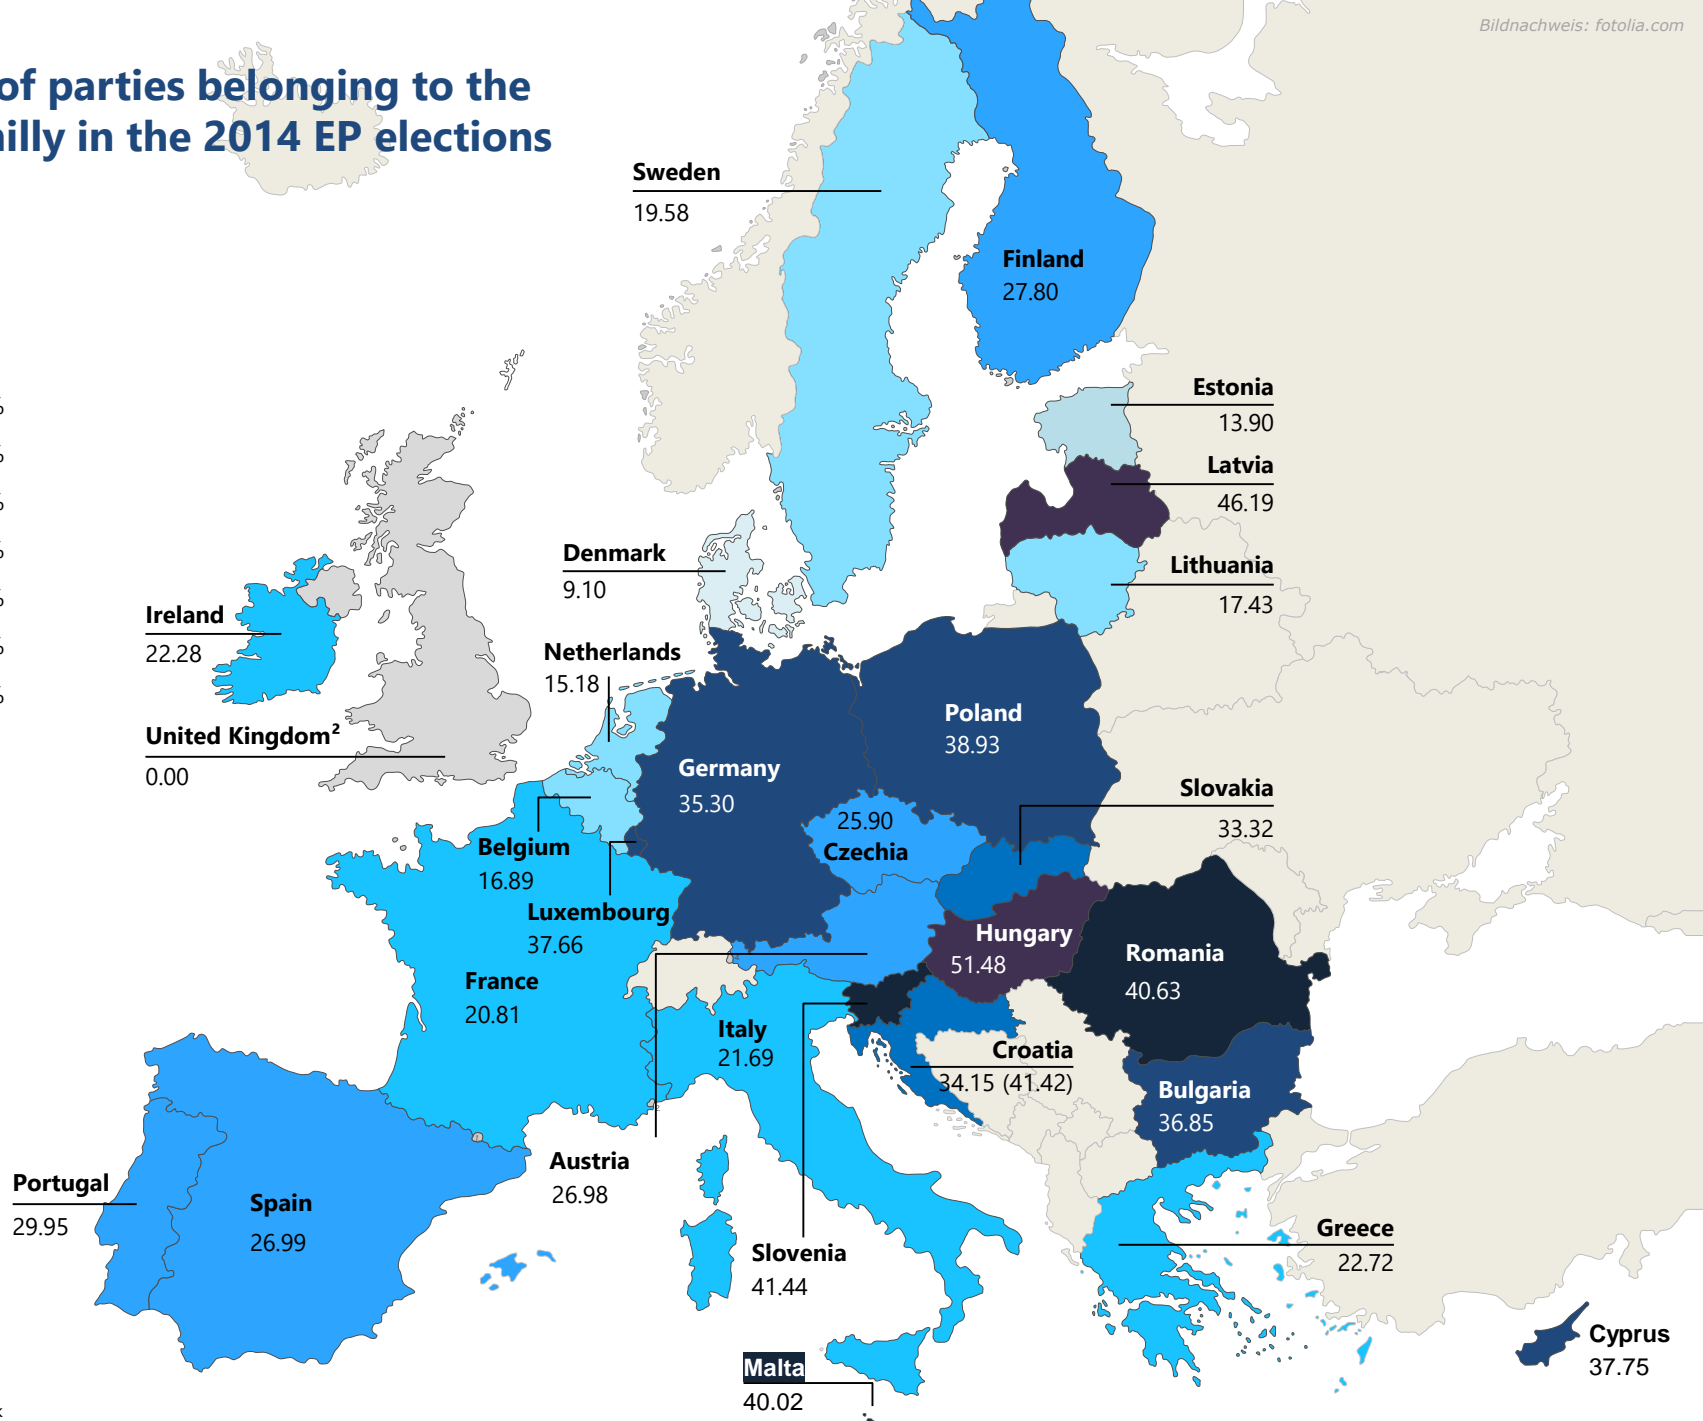 Bildnachweis: fotolia.com
of parties belonging to the
illy in the 2014 EP elections
Sweden
19.58
Finland
27.80
Estonia
13.90
Latvia
46.19
Lithuania
17.43
Denmark
9.10
Ireland
22.28
Netherlands
15.18
United Kingdom²
0.00
Poland
38.93
Germany
35.30
Slovakia
33.32
25.90
Czechia
Belgium
16.89
Luxembourg
37.66
Hungary
51.48
Romania
40.63
France
20.81
Italy
21.69
Croatia
34.15 (41.42)
Bulgaria
36.85
Portugal
29.95
Spain
26.99
Austria
26.98
Slovenia
41.44
Greece
22.72
Cyprus
37.75
Malta
40.02